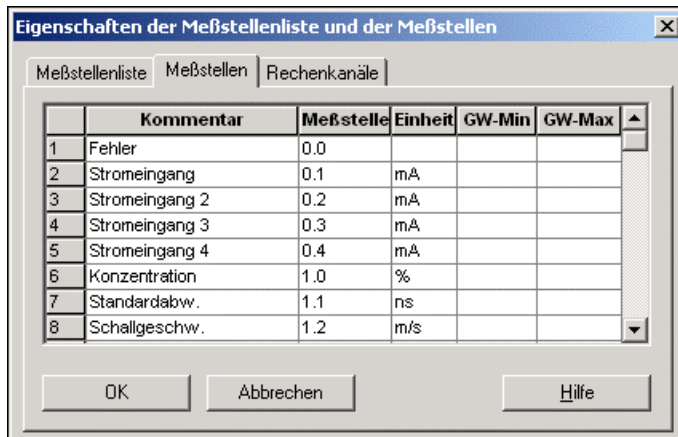 Eigenschaften der Meßstellenliste und der Meßstellen
Meßstellenliste Meßstellen Rechenkanäle
Kommentar Meßstelle Einheit GW-Min GW-Max
1 Fehler 0.0
2 Stromeingang 0.1 mA
3 Stromeingang 2 0.2 mA
4 Stromeingang 3 0.3 mA
5 Stromeingang 4 0.4 mA
6 Konzentration 1.0 %
7 Standardabw. 1.1 ns
8 Schallgeschw. 1.2 m/s
OK Abbrechen Hilfe